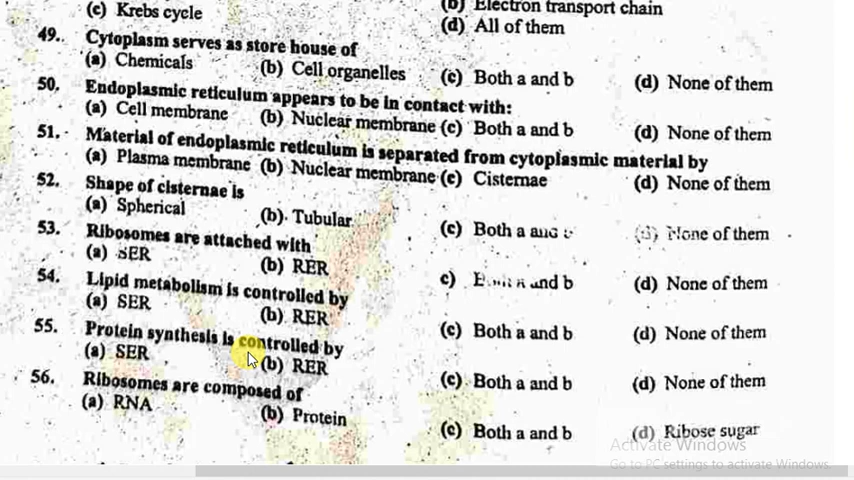 (c) Krebs cycle
(b) Electron transport chain
(d) All of them
49.. Cytoplasm serves as store house of
(a) Chemicals (b) Cell organelles (c) Both a and b (d) None of them
50. Endoplasmic reticulum appears to be in contact with:
(a) Cell membrane (b) Nuclear membrane (c) Both a and b (d) None of them
51. Material of endoplasmic reticulum is separated from cytoplasmic material by
(a) Plasma membrane (b) Nuclear membrane (c) Cisternae (d) None of them
52. Shape of cisternae is
(a) Spherical (b) Tubular (c) Both a and b (d) None of them
53. Ribosomes are attached with
(a) SER (b) RER c) Both a and b (d) None of them
54. Lipid metabolism is controlled by
(a) SER (b) RER (c) Both a and b (d) None of them
55. Protein synthesis is controlled by
(a) SER (b) RER (c) Both a and b (d) None of them
56. Ribosomes are composed of
(a) RNA (b) Protein (c) Both a and b (d) Ribose sugar
Activate Windows
Go to PC settings to activate Windows.